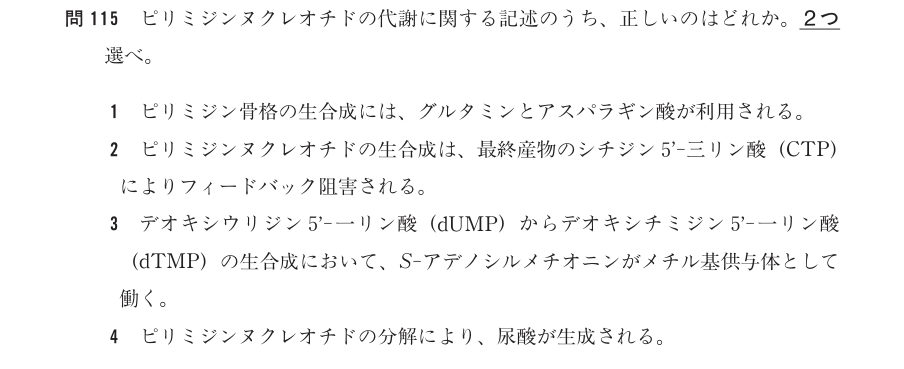 問 115 ピリミジンヌクレオチドの代謝に関する記述のうち、正しいのはどれか。2つ
選べ。
1 ピリミジン骨格の生合成には、グルタミンとアスパラギン酸が利用される。
2 ピリミジンヌクレオチドの生合成は、最終産物のシチジン 5’-三リン酸（CTP）
によりフィードバック阻害される。
3 デオキシウリジン 5’-一リン酸（dUMP）からデオキシチミジン 5’-一リン酸
（dTMP）の生合成において、S-アデノシルメチオニンがメチル基供与体として
働く。
4 ピリミジンヌクレオチドの分解により、尿酸が生成される。